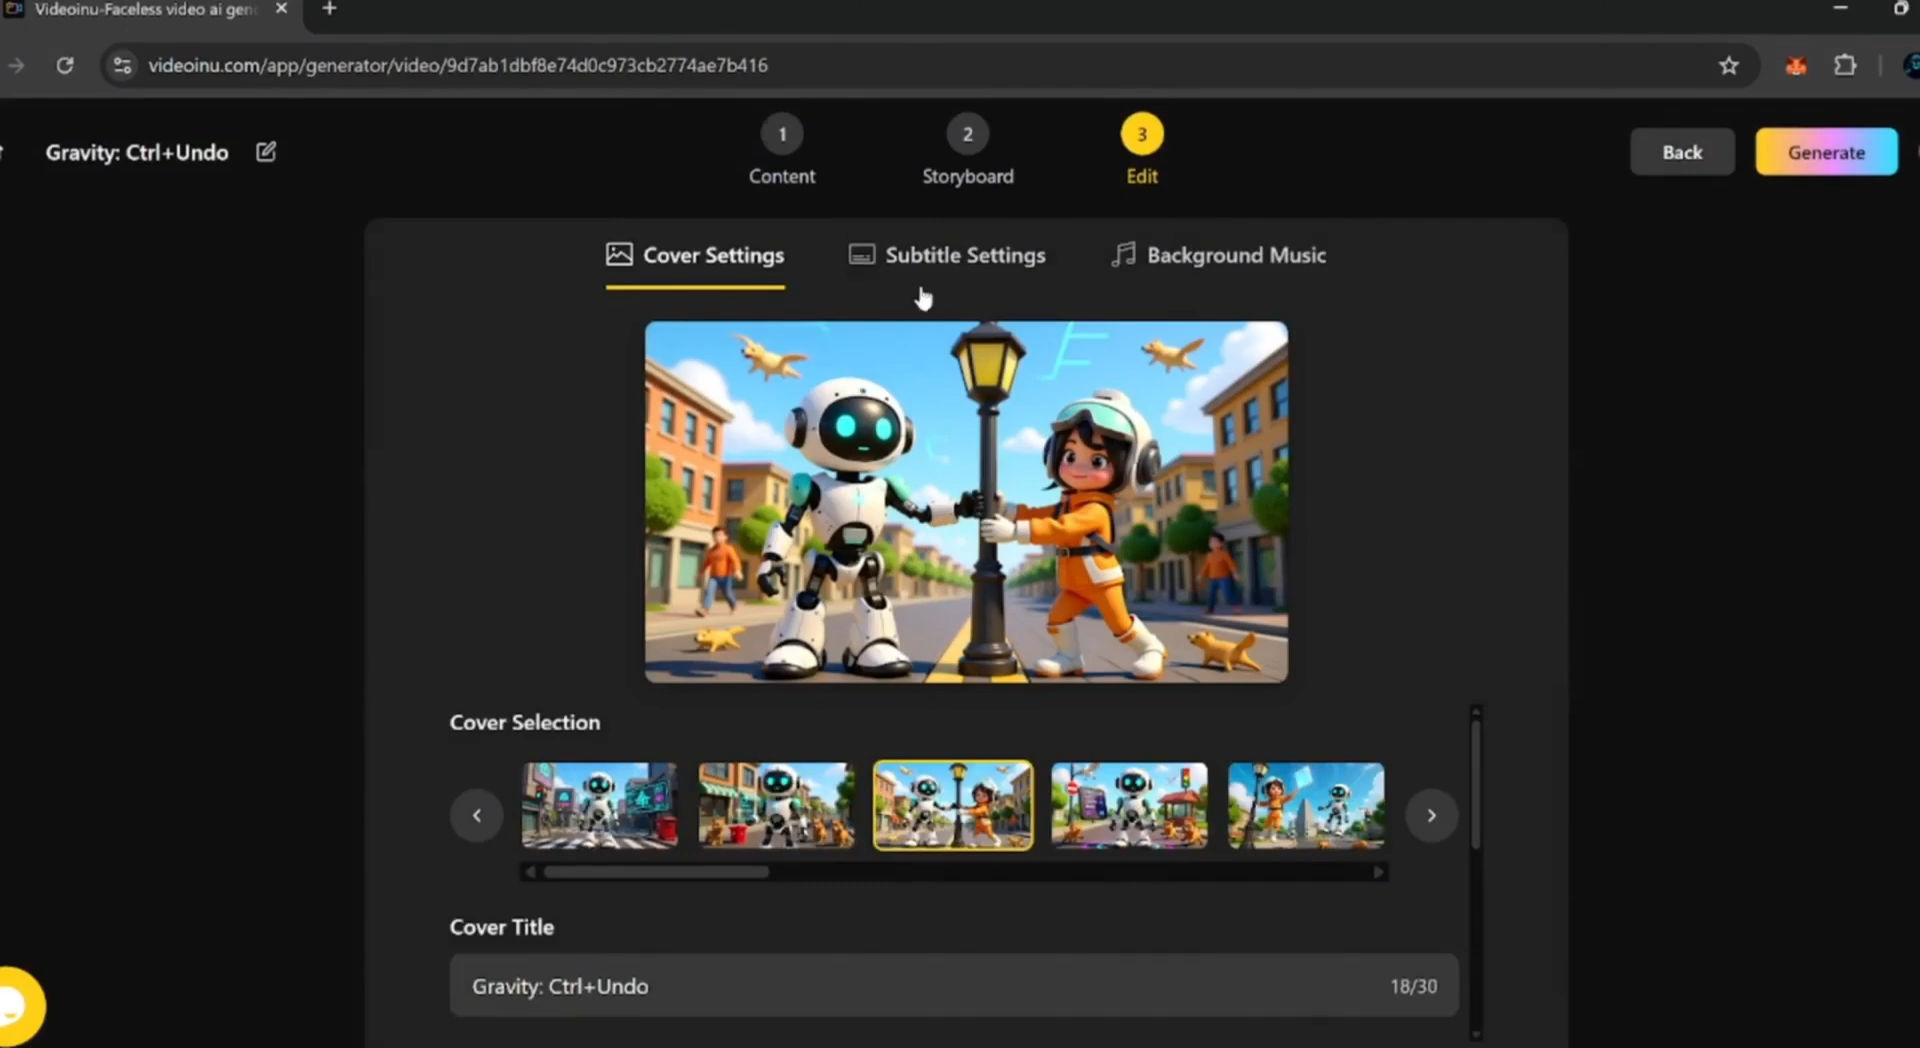 Videoinu-Faceless video ai gen
videoinu.com/app/generator/video/9d7ab1dbf8e74d0c973cb2774ae7b416
Gravity: Ctrl+Undo
1
2
3
Content
Storyboard
Edit
Back
Generate
Cover Settings
Subtitle Settings
Background Music
Cover Selection
Cover Title
Gravity: Ctrl+Undo
18/30